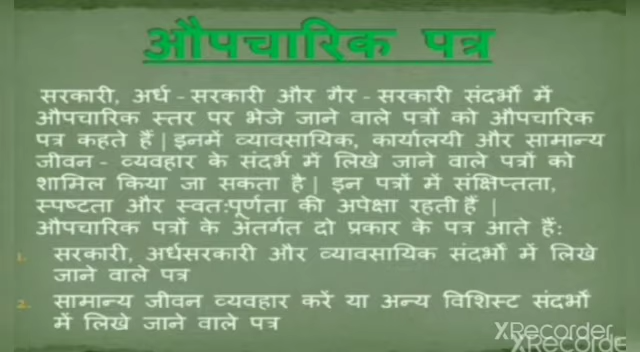 औपचारिक पत्र
सरकारी, अर्ध - सरकारी और गैर - सरकारी संदर्भों में
औपचारिक स्तर पर भेजे जाने वाले पत्रों को औपचारिक
पत्र कहते हैं | इनमें व्यावसायिक, कार्यालयी और सामान्य
जीवन - व्यवहार के संदर्भ में लिखे जाने वाले पत्रों को
शामिल किया जा सकता है | इन पत्रों में संक्षिप्तता,
स्पष्टता और स्वतःपूर्णता की अपेक्षा रहती हैं |
औपचारिक पत्रों के अंतर्गत दो प्रकार के पत्र आते हैं:
1. सरकारी, अर्धसरकारी और व्यावसायिक संदर्भों में लिखे
जाने वाले पत्र
2. सामान्य जीवन व्यवहार करें या अन्य विशिस्ट संदर्भों
में लिखे जाने वाले पत्र
XRecorder
XRecorde